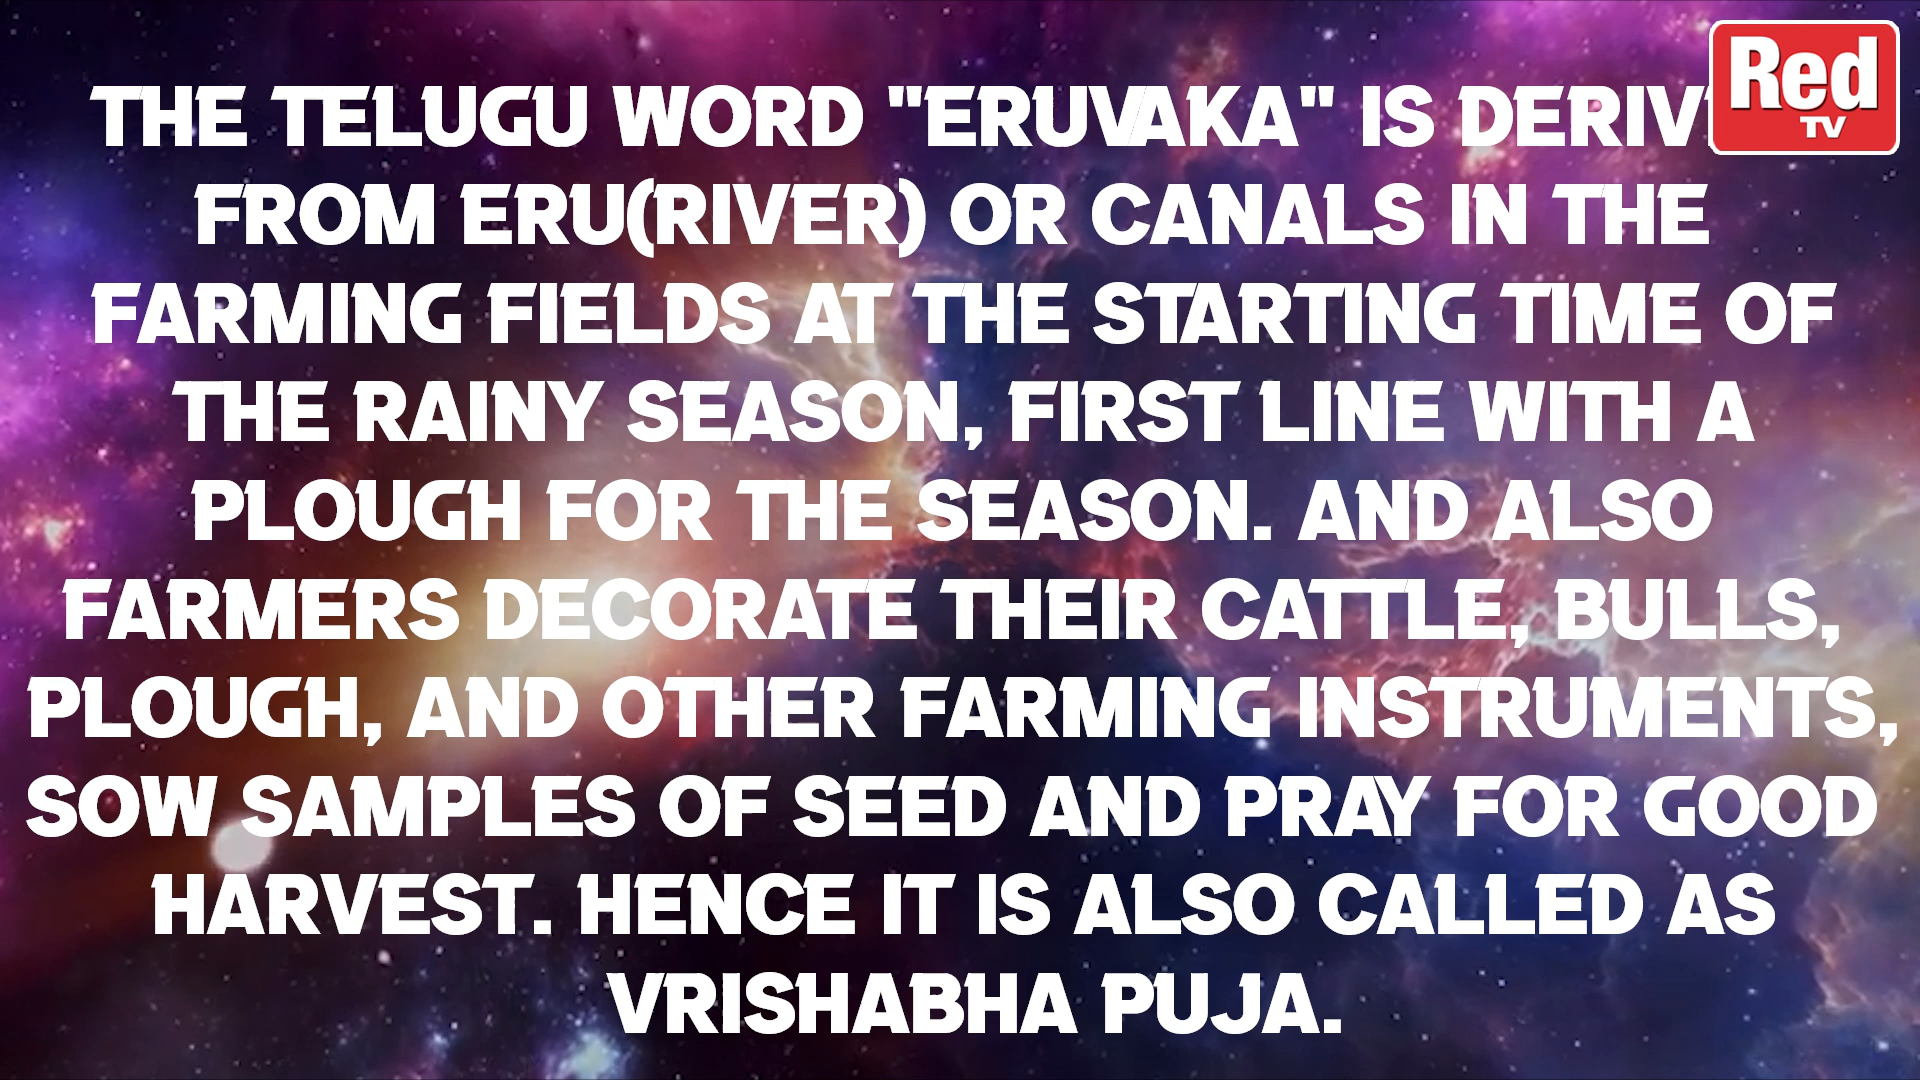 THE TELUGU WORD "ERUVAKA" IS
FROM ERU(RIVER) OR CANALS IN THE
FARMING FIELDS AT THE STARTING TIME OF
THE RAINY SEASON, FIRST LINE WITH A
PLOUGH FOR THE SEASON. AND ALSO
FARMERS DECORATE THEIR CATTLE, BULLS,
PLOUGH, AND OTHER FARMING INSTRUMENTS,
SOW SAMPLES OF SEED AND PRAY FOR GOOD
HARVEST. HENCE IT IS ALSO CALLED AS
VRISHABHA PUJA.
Red
TV